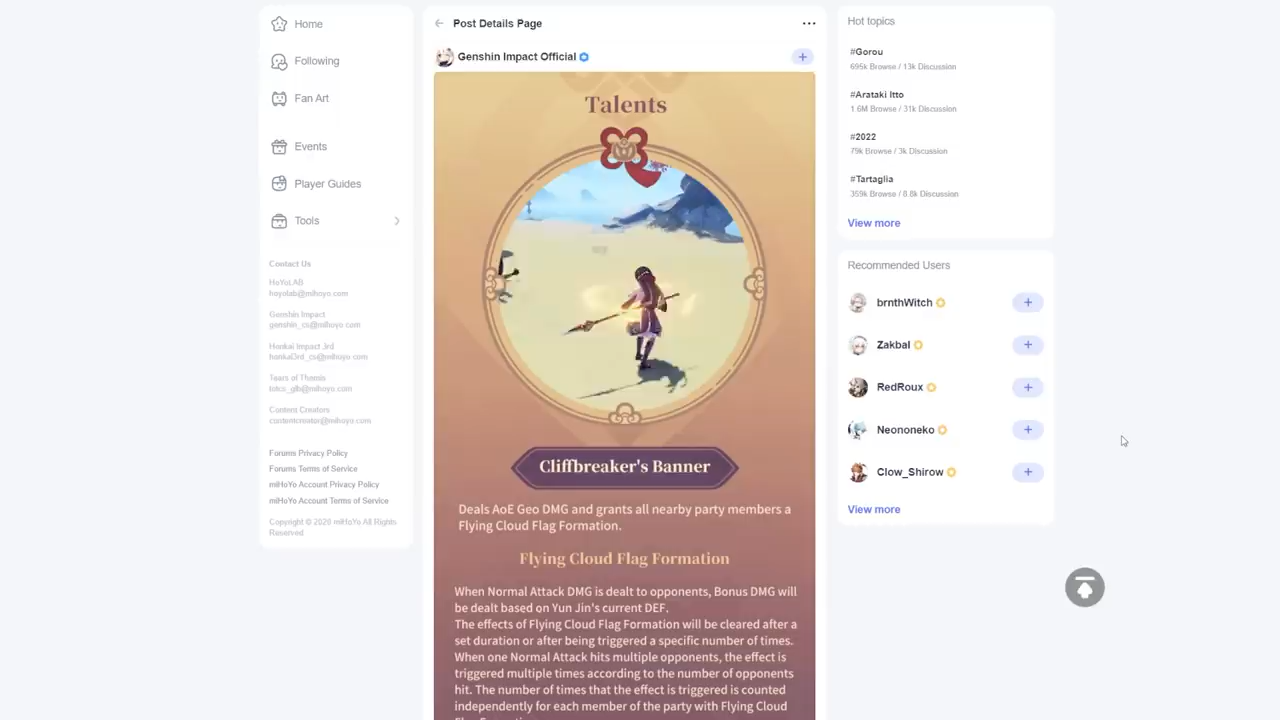 Home
Following
Fan Art
Events
Player Guides
Tools
Contact Us
HoYoLAB
hoyolab@mihoyo.com
Genshin Impact
genshin_cs@mihoyo.com
Honkai Impact 3rd
honkai3rd_cs@mihoyo.com
Tears of Themis
totcs_glb@mihoyo.com
Content Creators
contentcreator@mihoyo.com
Forums Privacy Policy
Forums Terms of Service
miHoYo Account Privacy Policy
miHoYo Account Terms of Service
Copyright © 2020 miHoYo All Rights
Reserved
Post Details Page
Genshin Impact Official
Talents
Cliffbreaker's Banner
Deals AoE Geo DMG and grants all nearby party members a
Flying Cloud Flag Formation.
Flying Cloud Flag Formation
When Normal Attack DMG is dealt to opponents, Bonus DMG will
be dealt based on Yun Jin's current DEF.
The effects of Flying Cloud Flag Formation will be cleared after a
set duration or after being triggered a specific number of times.
When one Normal Attack hits multiple opponents, the effect is
triggered multiple times according to the number of opponents
hit. The number of times that the effect is triggered is counted
independently for each member of the party with Flying Cloud
Hot topics
#Gorou
695k Browse / 13k Discussion
#Arataki Itto
1.6M Browse / 31k Discussion
#2022
79k Browse / 3k Discussion
#Tartaglia
359k Browse / 8.8k Discussion
View more
Recommended Users
brnthWitch
Zakbal
RedRoux
Neononeko
Clow_Shirow
View more